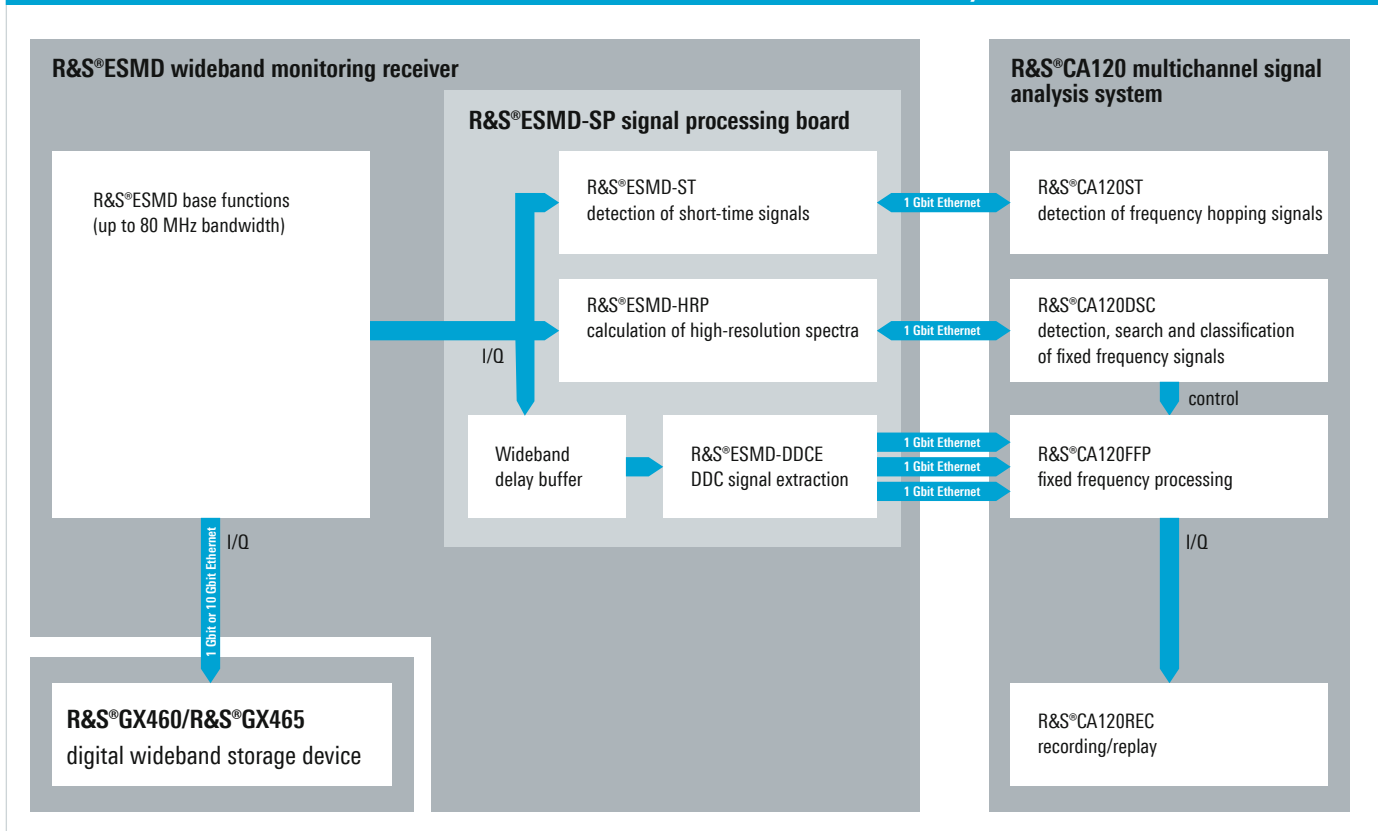 R&S®ESMD wideband monitoring receiver
R&S®ESMD base functions
(up to 80 MHz bandwidth)
I/Q
R&S®ESMD-SP signal processing board
R&S®ESMD-ST
detection of short-time signals
R&S®ESMD-HRP
calculation of high-resolution spectra
Wideband
delay buffer
R&S®ESMD-DDCE
DDC signal extraction
1 Gbit Ethernet
1 Gbit Ethernet
1 Gbit Ethernet
1 Gbit Ethernet
1 Gbit Ethernet
R&S®CA120 multichannel signal
analysis system
R&S®CA120ST
detection of frequency hopping signals
R&S®CA120DSC
detection, search and classification
of fixed frequency signals
control
R&S®CA120FFP
fixed frequency processing
I/Q
R&S®CA120REC
recording/replay
I/Q
1 Gbit or 10 Gbit Ethernet
R&S®GX460/R&S®GX465
digital wideband storage device